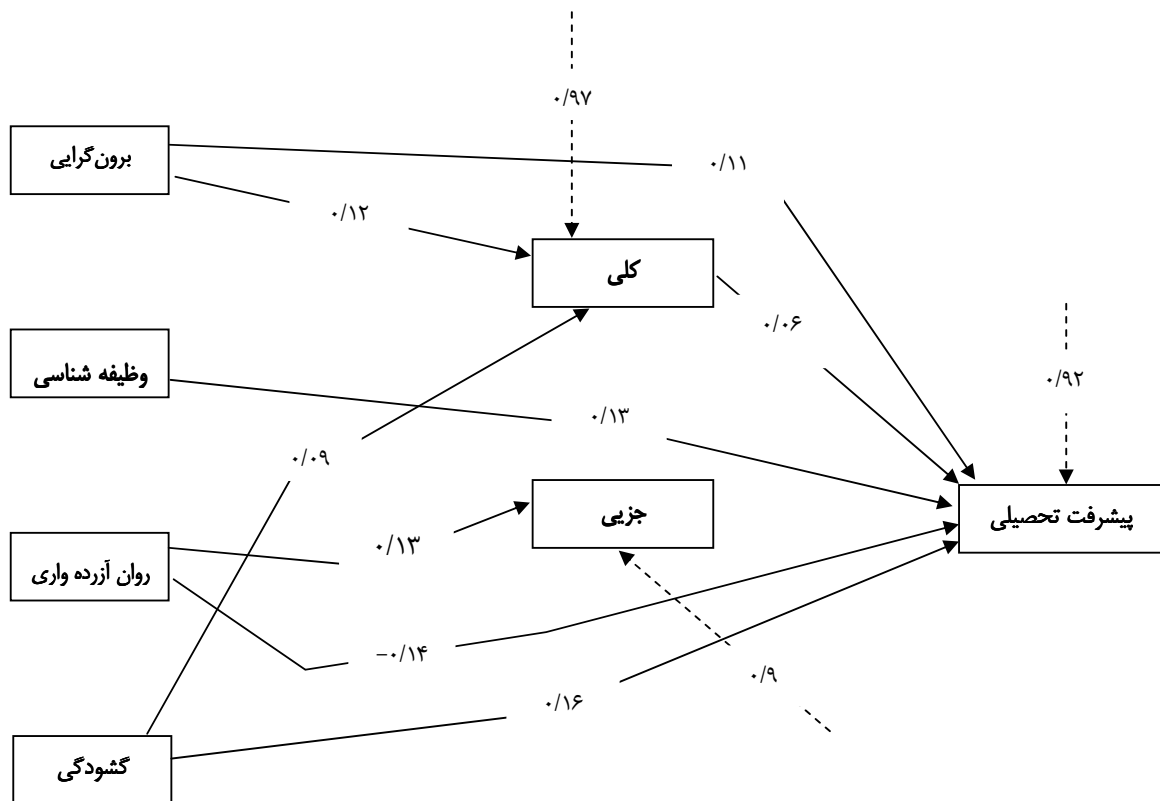 ۰/۹۷
برون‌گرایی
۰/۱۱
۰/۱۲
کلی
۰/۰۶
وظیفه شناسی
۰/۹۲
۰/۱۳
۰/۰۹
جزیی
پیشرفت تحصیلی
۰/۱۳
روان آزرده واری
−۰/۱۴
۰/۹
۰/۱۶
گشودگی